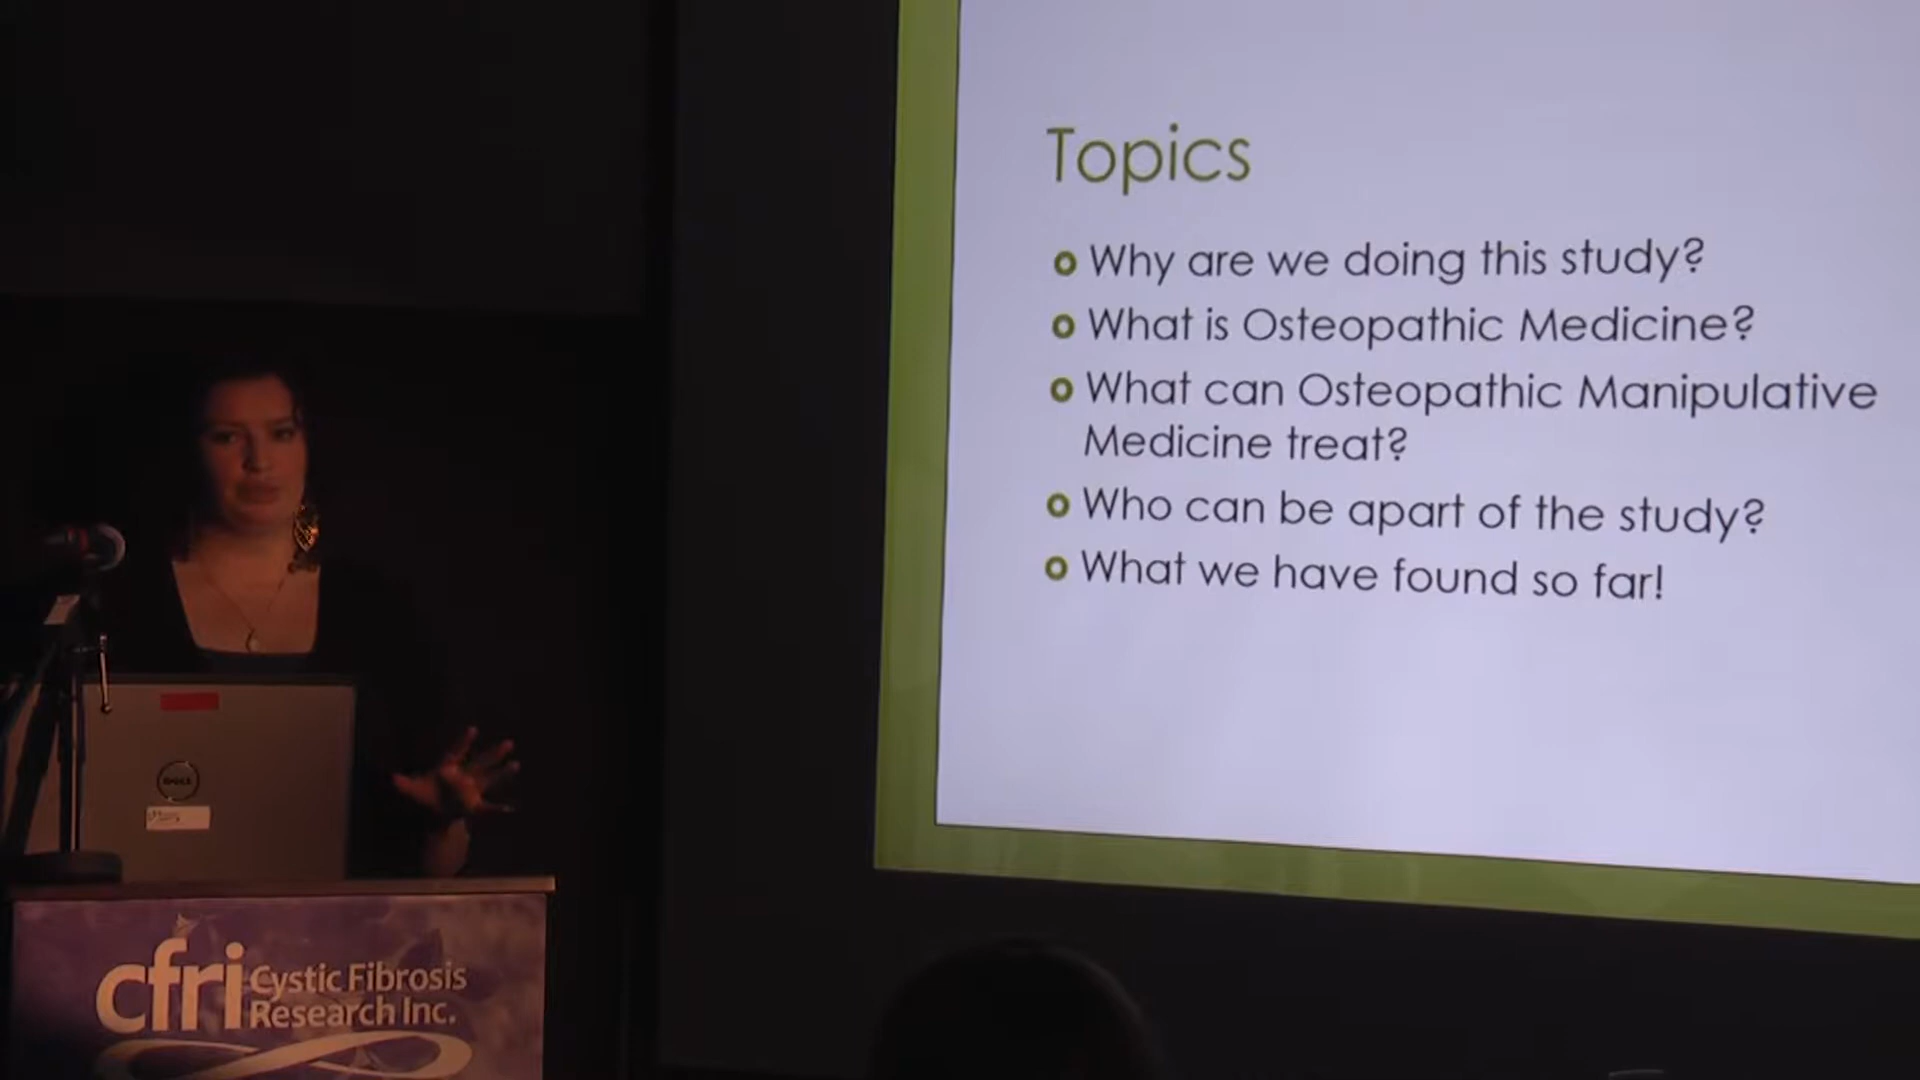 Topics
Why are we doing this study?
What is Osteopathic Medicine?
What can Osteopathic Manipulative
Medicine treat?
Who can be apart of the study?
What we have found so far!
DELL
cfri Cystic Fibrosis
Research Inc.